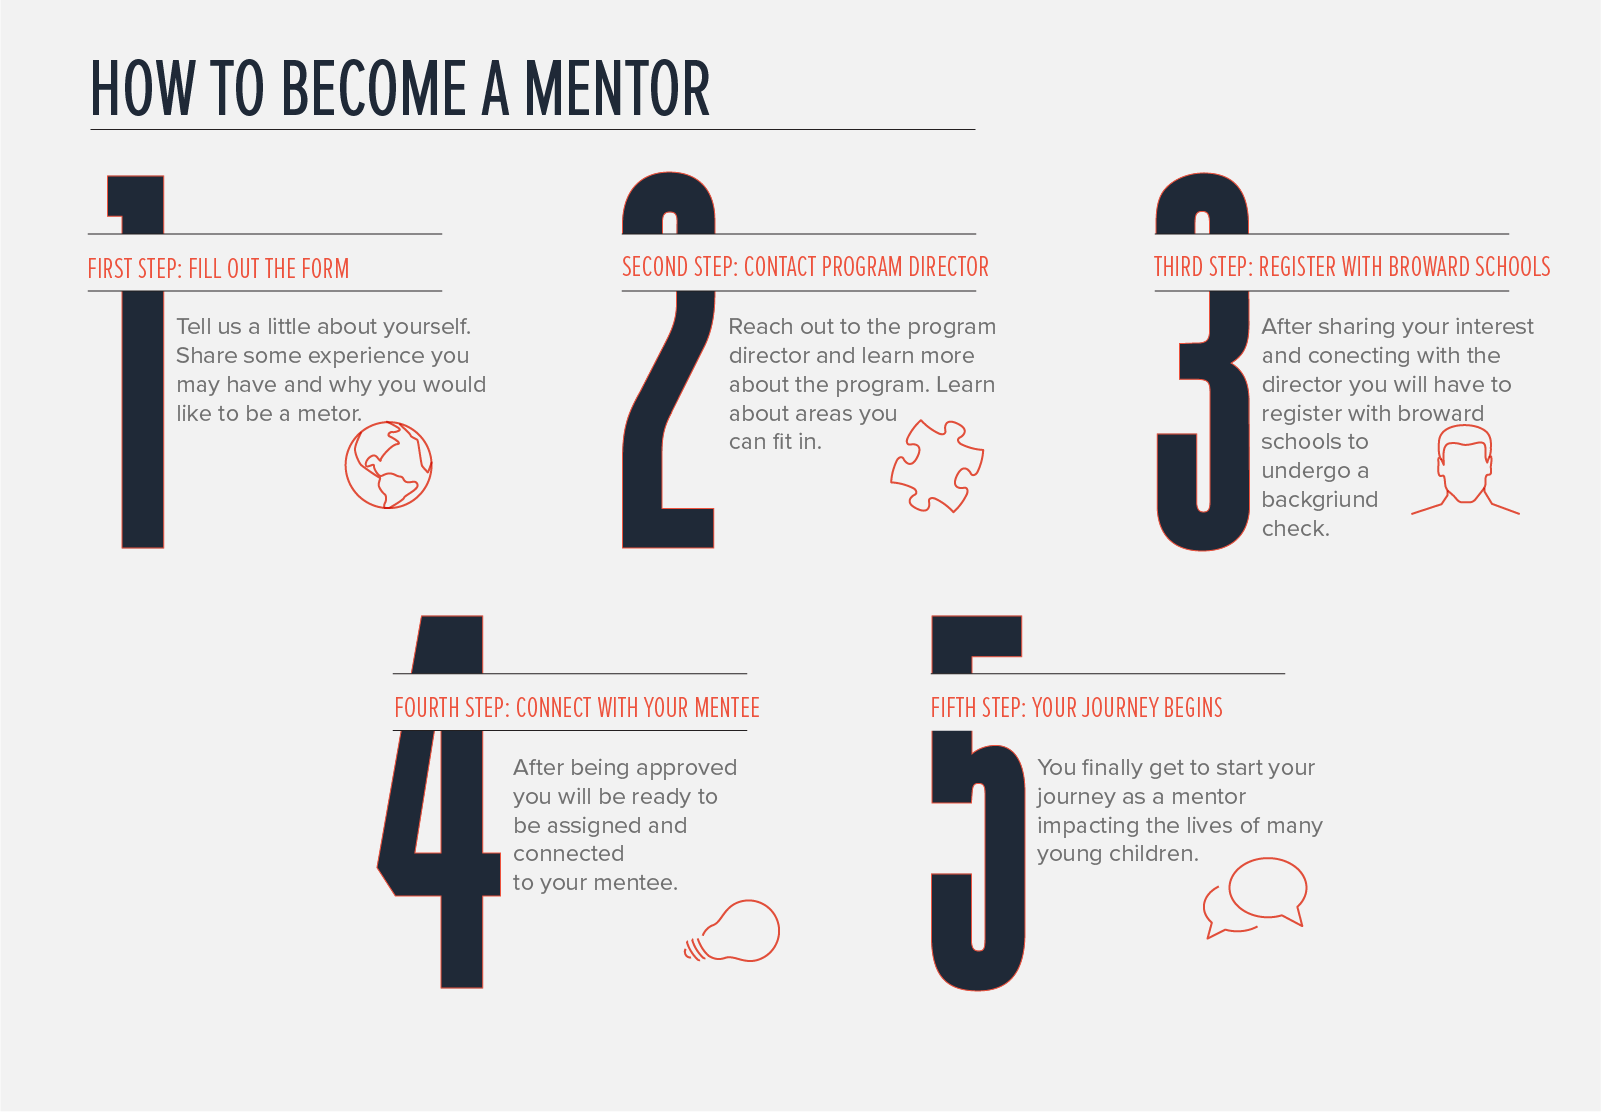 HOW TO BECOME A MENTOR
1
FIRST STEP: FILL OUT THE FORM
Tell us a little about yourself.
Share some experience you
may have and why you would
like to be a metor.
2
SECOND STEP: CONTACT PROGRAM DIRECTOR
Reach out to the program
director and learn more
about the program. Learn
about areas you
can fit in.
3
THIRD STEP: REGISTER WITH BROWARD SCHOOLS
After sharing your interest
and conecting with the
director you will have to
register with broward
schools to
undergo a
backgriund
check.
4
FOURTH STEP: CONNECT WITH YOUR MENTEE
After being approved
you will be ready to
be assigned and
connected
to your mentee.
5
FIFTH STEP: YOUR JOURNEY BEGINS
You finally get to start your
journey as a mentor
impacting the lives of many
young children.